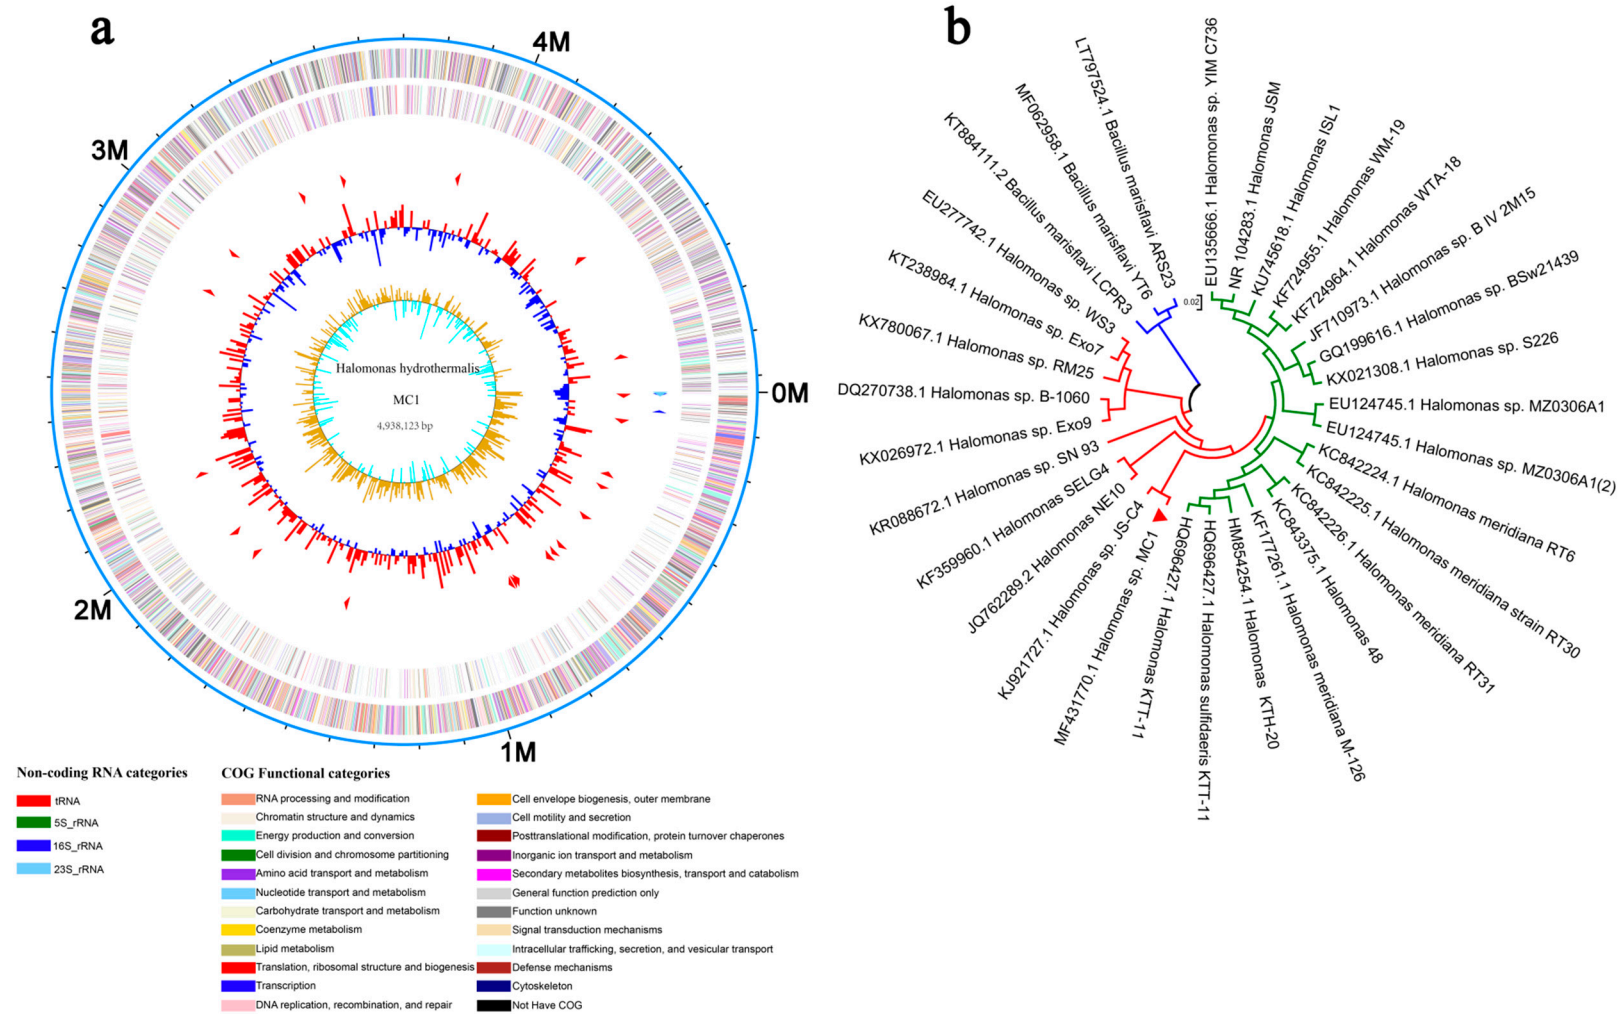 a
4M
3M
0M
2M
1M
Halomonas hydrothermalis
MC1
4,938,123 bp
Non-coding RNA categories
tRNA
5S_rRNA
16S_rRNA
23S_rRNA
COG Functional categories
RNA processing and modification
Chromatin structure and dynamics
Energy production and conversion
Cell division and chromosome partitioning
Amino acid transport and metabolism
Nucleotide transport and metabolism
Carbohydrate transport and metabolism
Coenzyme metabolism
Lipid metabolism
Translation, ribosomal structure and biogenesis
Transcription
DNA replication, recombination, and repair
Cell envelope biogenesis, outer membrane
Cell motility and secretion
Posttranslational modification, protein turnover chaperones
Inorganic ion transport and metabolism
Secondary metabolites biosynthesis, transport and catabolism
General function prediction only
Function unknown
Signal transduction mechanisms
Intracellular trafficking, secretion, and vesicular transport
Defense mechanisms
Cytoskeleton
Not Have COG
b
EU135666.1 Halomonas sp. YIM C736
NR 104283.1 Halomonas JSM
KU745618.1 Halomonas ISL1
KF724955.1 Halomonas WM-19
KF724964.1 Halomonas WTA-18
JF710973.1 Halomonas sp. B IV 2M15
GQ199616.1 Halomonas sp. BSw21439
KX021308.1 Halomonas sp. S226
EU124745.1 Halomonas sp. MZ0306A1
EU124745.1 Halomonas sp. MZ0306A1(2)
KC842224.1 Halomonas meridiana RT6
KC842225.1 Halomonas meridiana strain RT30
KC842226.1 Halomonas meridiana RT31
KC843375.1 Halomonas 48
KF177261.1 Halomonas meridiana M-126
HM854254.1 Halomonas KTH-20
HQ696427.1 Halomonas sulfidaeris KTT-11
HQ696427.1 Halomonas KTT-11
MF431770.1 Halomonas sp. MC1
KJ921727.1 Halomonas sp. JS-C4
JQ762289.2 Halomonas NE10
KF359960.1 Halomonas SELG4
KR088672.1 Halomonas sp. SN 93
KX026972.1 Halomonas sp. Exo9
DQ270738.1 Halomonas sp. B-1060
KX780067.1 Halomonas sp. RM25
KT238984.1 Halomonas sp. Exo7
EU277742.1 Halomonas sp. WS3
KT884111.2 Bacillus marisflavi LCPR3
MF062958.1 Bacillus marisflavi YT6
LT797524.1 Bacillus marisflavi ARS23
0.02